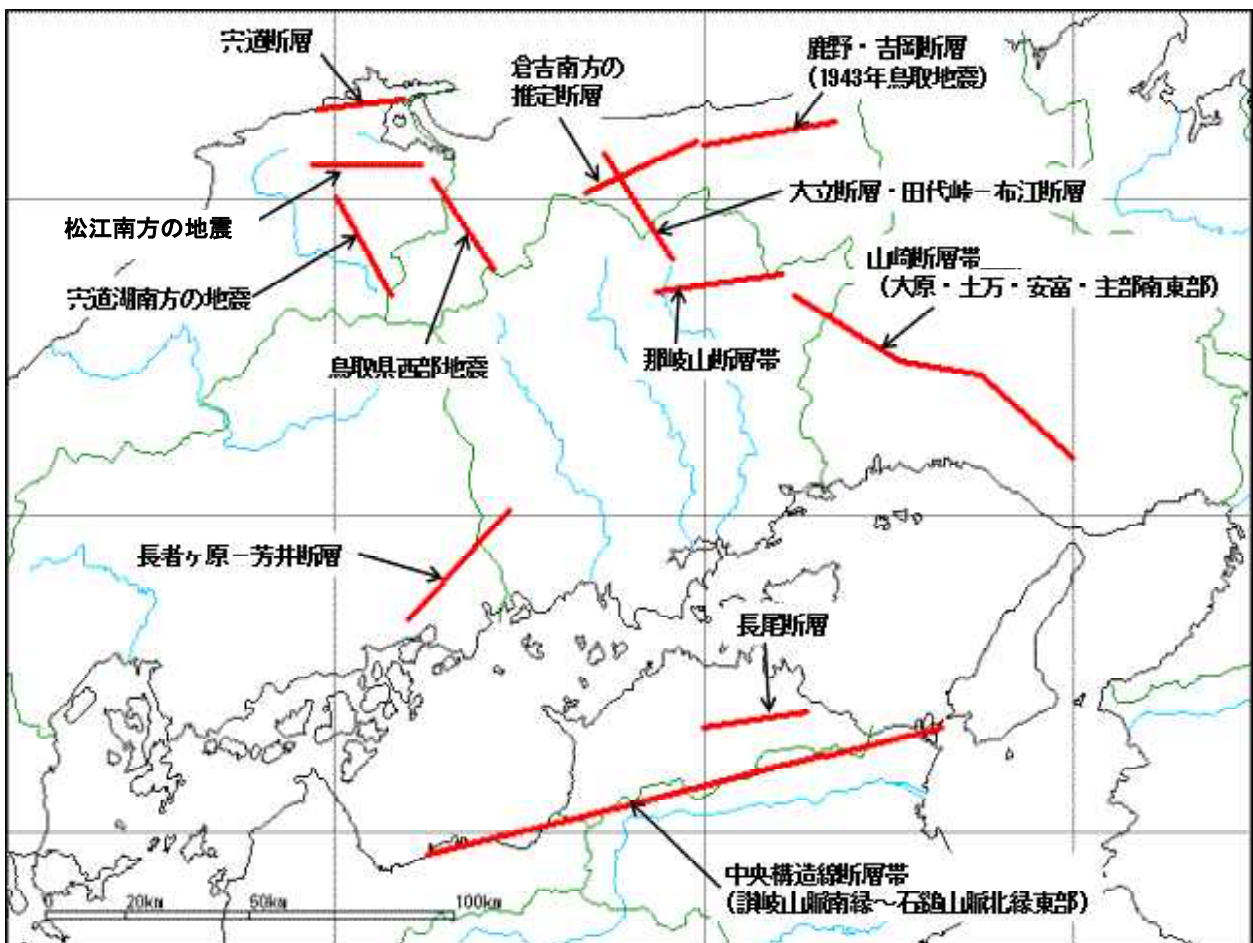 宍道断層
倉吉南方の
推定断層
鹿野・吉岡断層
(1943年鳥取地震)
大立断層・田代峠－布江断層
松江南方の地震
山崎断層帯
(大原・土万・安富・主部南東部)
宍道湖南方の地震
鳥取県西部地震
那岐山断層帯
長者ヶ原－芳井断層
長尾断層
中央構造線断層帯
(讃岐山脈南縁～石鎚山脈北縁東部)
0 20km 50km 100km